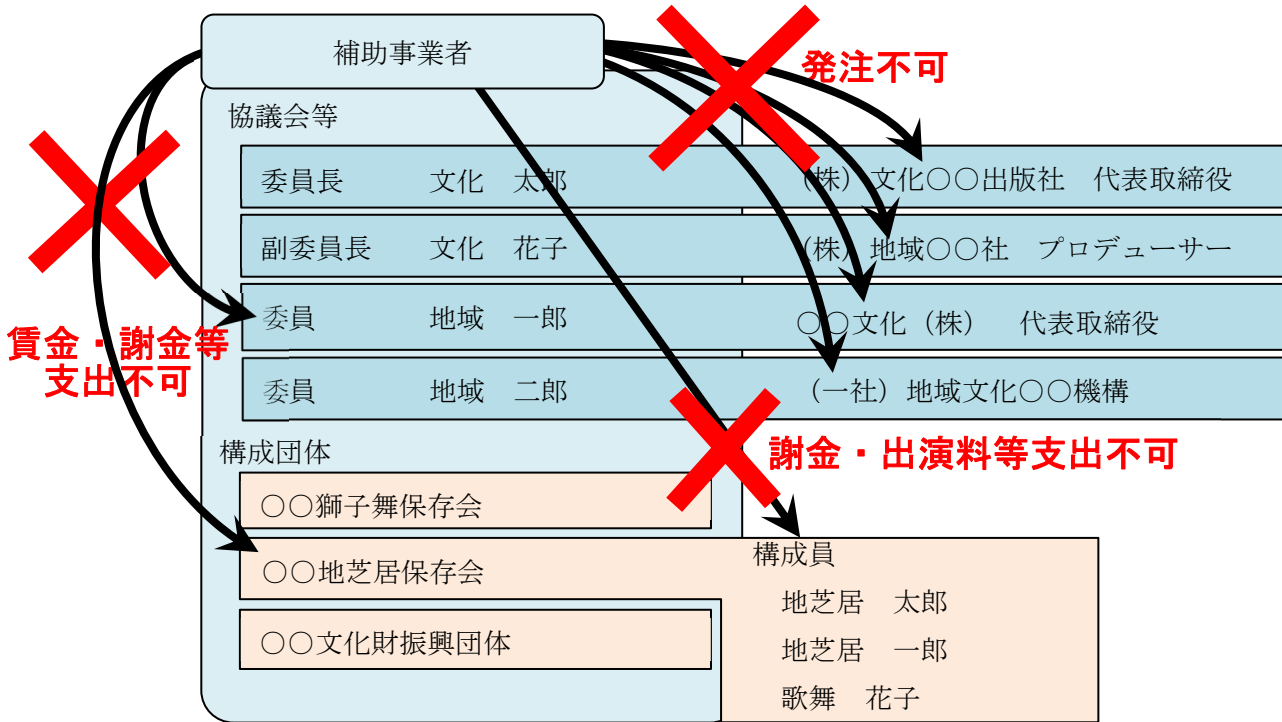 補助事業者
発注不可
協議会等
委員長 文化 太郎 (株)文化○○出版社 代表取締役
副委員長 文化 花子 (株)地域○○社 プロデューサー
委員 地域 一郎 ○○文化(株) 代表取締役
賃金・謝金等
支出不可
委員 地域 二郎 (一社)地域文化○○機構
構成団体
謝金・出演料等支出不可
○○獅子舞保存会
○○地芝居保存会
構成員
地芝居 太郎
○○文化財振興団体
地芝居 一郎
歌舞 花子